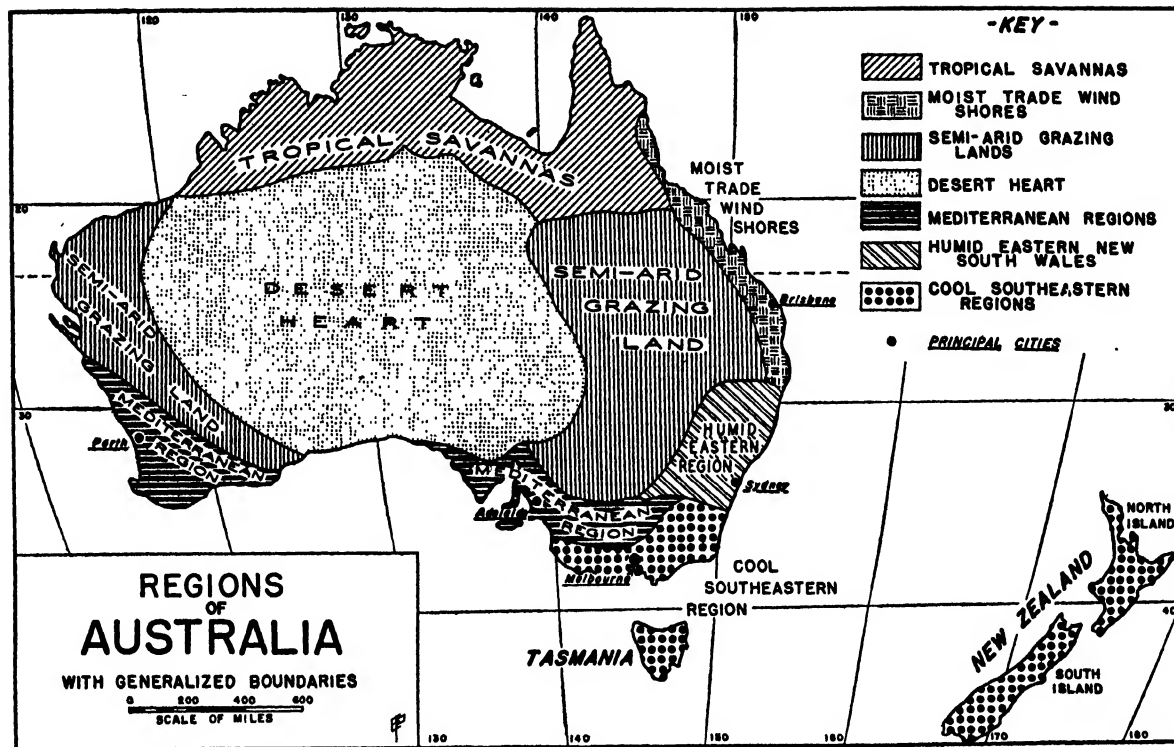 120
130
140
150
- KEY -
TROPICAL SAVANNAS
MOIST TRADE WIND
SHORES
SEMI-ARID GRAZING
LANDS
DESERT HEART
MEDITERRANEAN REGIONS
HUMID EASTERN NEW
SOUTH WALES
COOL SOUTHEASTERN
REGIONS
PRINCIPAL CITIES
TROPICAL SAVANNAS
MOIST
TRADE
WIND
SHORES
20
20
DESERT
HEART
SEMI-ARID
GRAZING
LAND
SEMI-ARID
GRAZING LAND
Brisbane
30
30
MEDITERRANEAN
REGION
Perth
HUMID
EASTERN
REGION
Sydney
MEDITERRANEAN
REGION
Adelaide
Melbourne
COOL
SOUTHEASTERN
REGION
TASMANIA
NORTH
ISLAND
NEW ZEALAND
SOUTH
ISLAND
40
REGIONS
OF
AUSTRALIA
WITH GENERALIZED BOUNDARIES
0 200 400 600
SCALE OF MILES
130
140
150
160
170
180